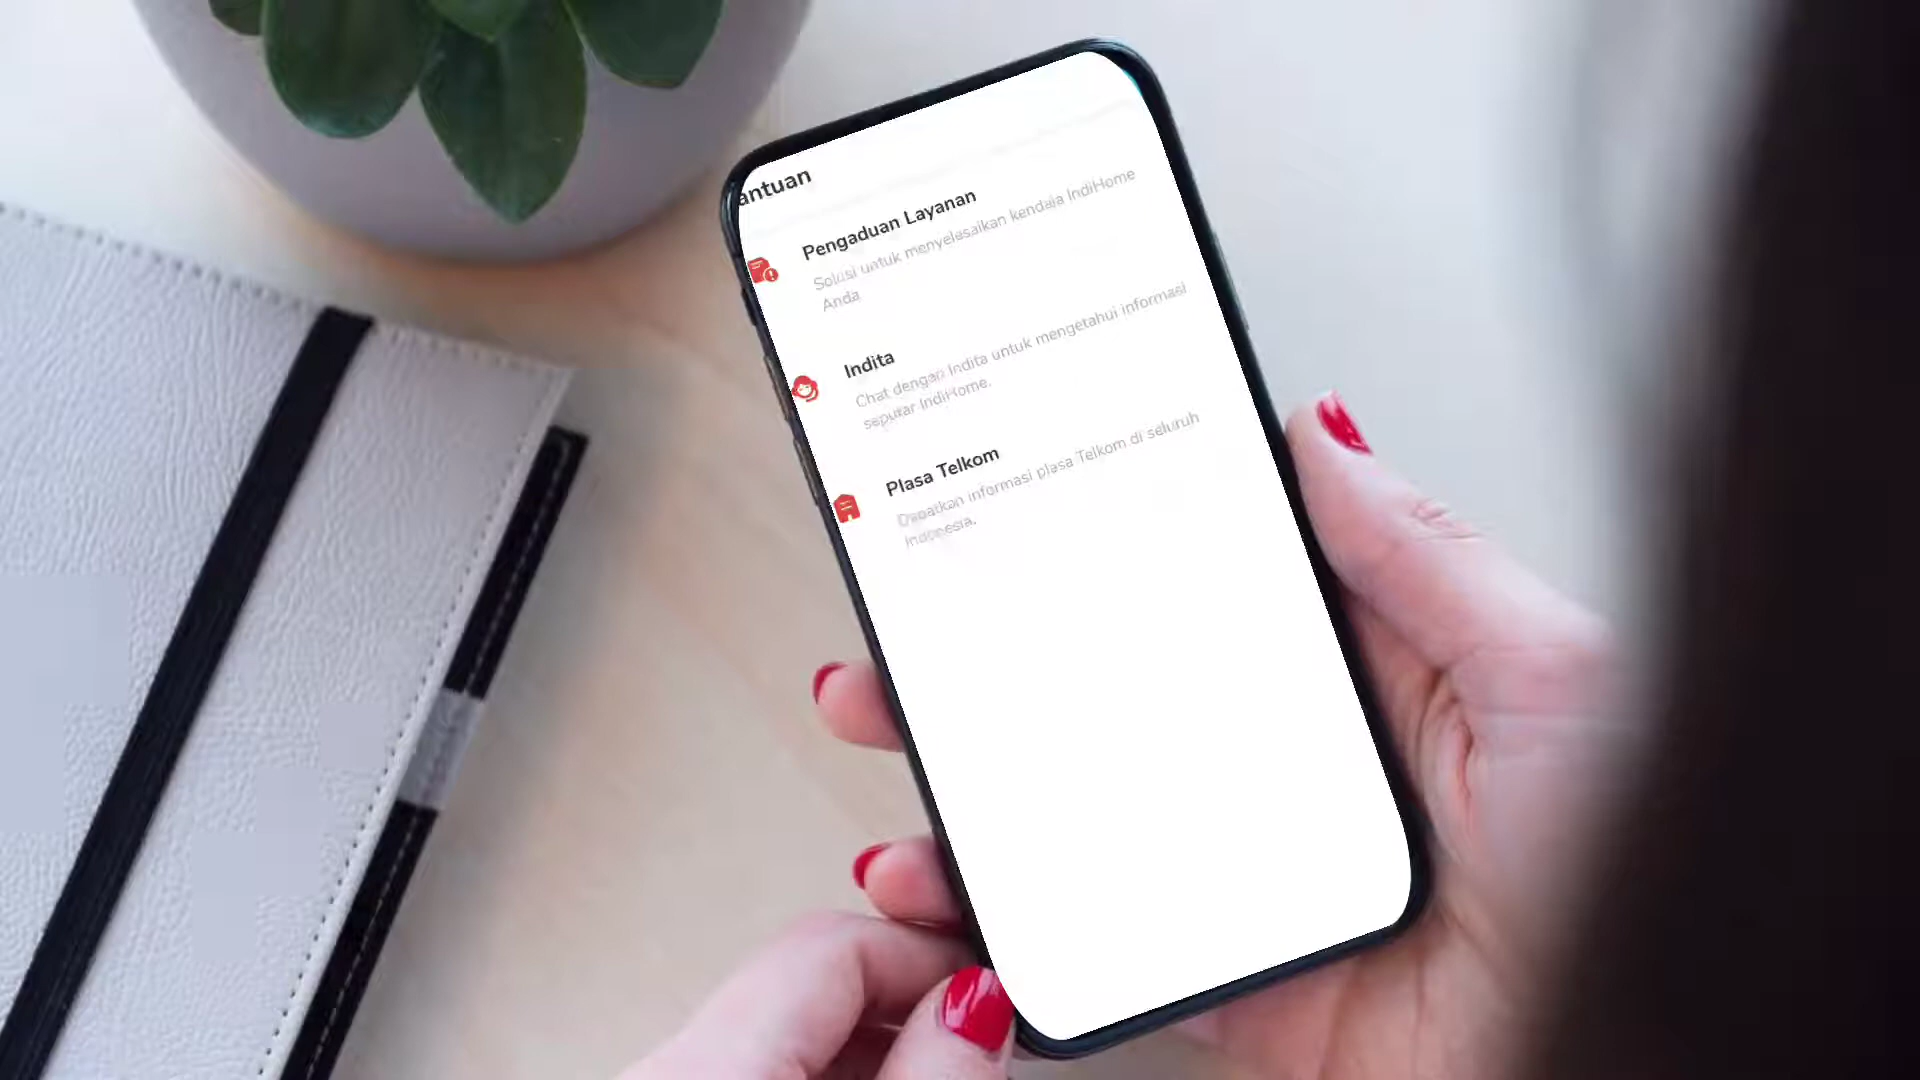 antuan
Pengaduan Layanan
Solusi untuk menyelesaikan kendala IndiHome
Anda
Indita
Chat dengan Indita untuk mengetahui informasi
seputar IndiHome.
Plasa Telkom
Dapatkan informasi plasa Telkom di seluruh
Indonesia.